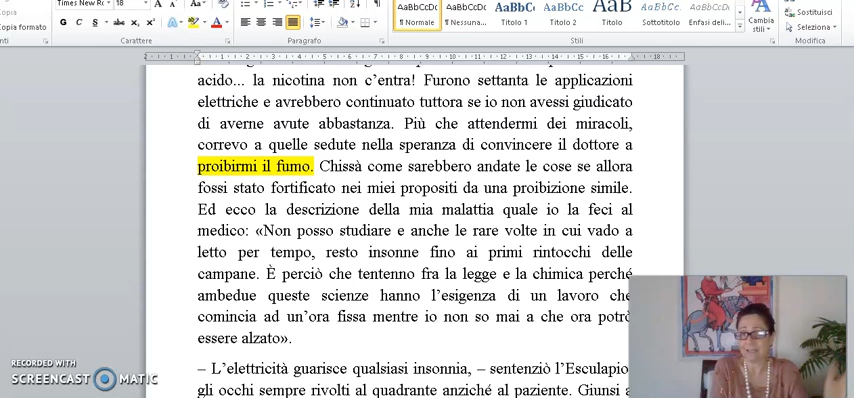 Times New Ro
18
Sostituisci
Seleziona
piato formato
AaBbCcDc
AaBbCcDc
AaBbC
AaBbCc
AaB
AaBbCc
AaBbCcD
¶ Normale
¶ Nessuna...
Titolo 1
Titolo 2
Titolo
Sottotitolo
Enfasi deli...
Cambia
stili
Carattere
Paragrafo
Stili
Modifica
acido... la nicotina non c’entra! Furono settanta le applicazioni
elettriche e avrebbero continuato tuttora se io non avessi giudicato
di averne avute abbastanza. Più che attendermi dei miracoli,
correvo a quelle sedute nella speranza di convincere il dottore a
proibirmi il fumo. Chissà come sarebbero andate le cose se allora
fossi stato fortificato nei miei propositi da una proibizione simile.
Ed ecco la descrizione della mia malattia quale io la feci al
medico: «Non posso studiare e anche le rare volte in cui vado a
letto per tempo, resto insonne fino ai primi rintocchi delle
campane. È perciò che tentenno fra la legge e la chimica perché
ambedue queste scienze hanno l’esigenza di un lavoro che
comincia ad un’ora fissa mentre io non so mai a che ora potrò
essere alzato».
– L’elettricità guarisce qualsiasi insonnia, – sentenziò l’Esculapio
gli occhi sempre rivolti al quadrante anziché al paziente. Giunsi a
RECORDED WITH
SCREENCAST MATIC